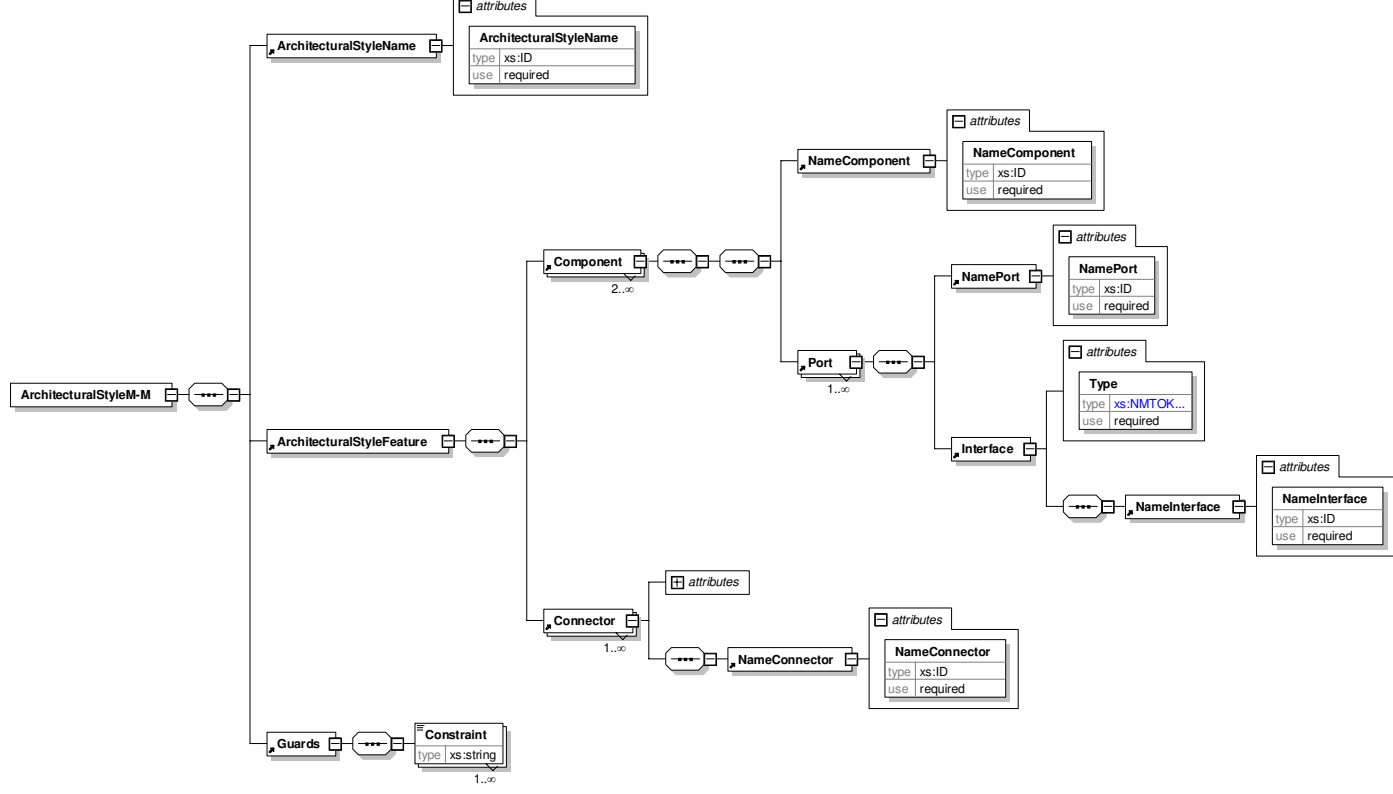 attributes
ArchitecturalStyleName
ArchitecturalStyleName
type xs:ID
use required
attributes
NameComponent
NameComponent
type xs:ID
use required
attributes
Component
2..∞
NamePort
NamePort
type xs:ID
use required
attributes
Port
1..∞
Type
type xs:NMTOK...
use required
ArchitecturalStyleM-M
ArchitecturalStyleFeature
Interface
attributes
NameInterface
NameInterface
type xs:ID
use required
attributes
Connector
1..∞
attributes
NameConnector
NameConnector
type xs:ID
use required
Guards
Constraint
type xs:string
1..∞